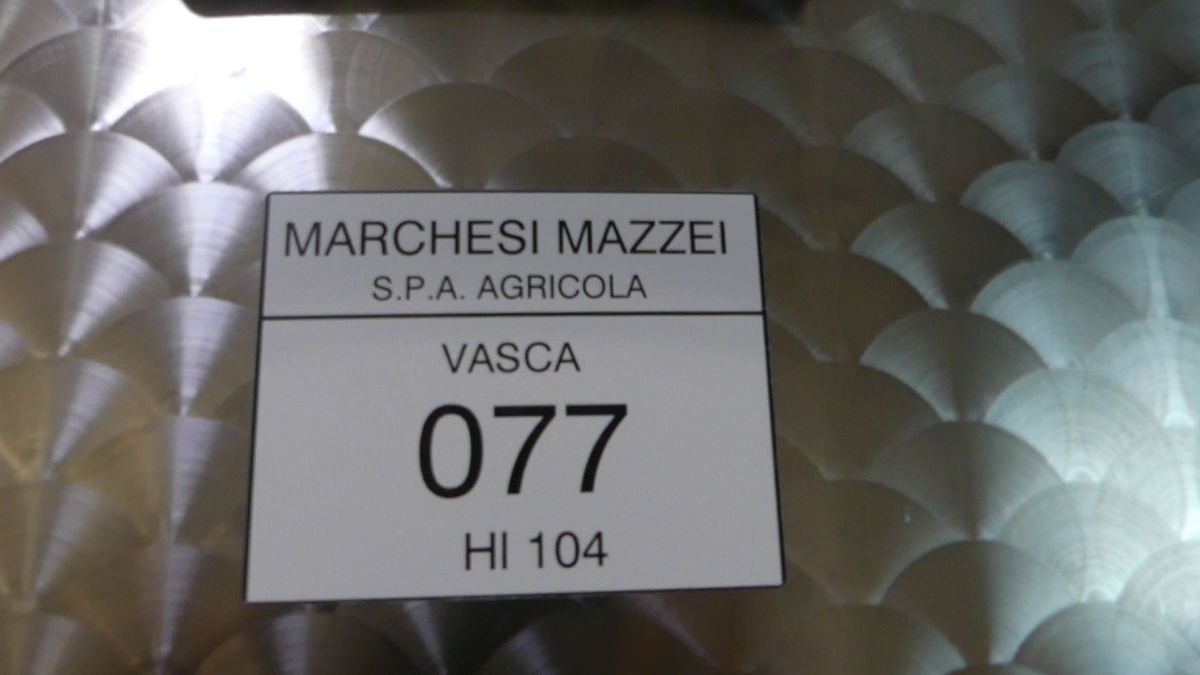 MARCHESI MAZZEI
S.P.A. AGRICOLA
VASCA
077
HI 104